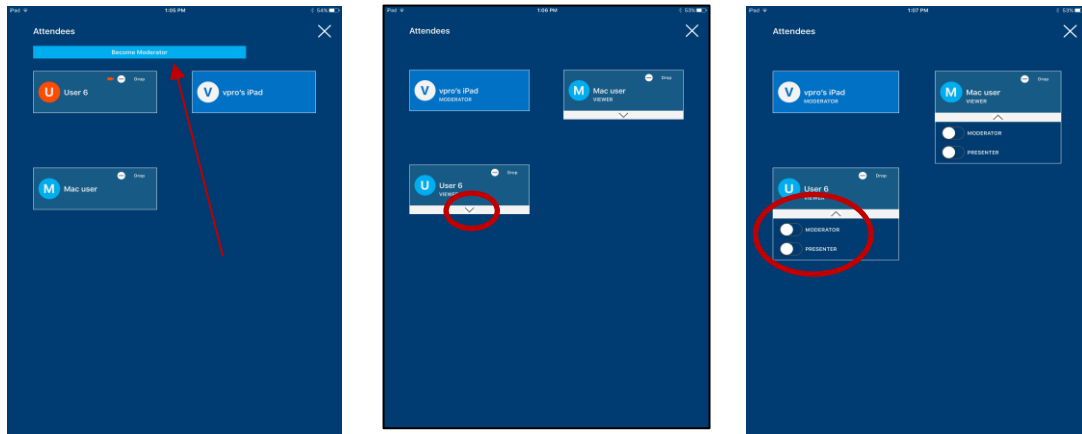 iPad 1:05 PM 54%
Attendees
Become Moderator
Drop
U User 6
V vpro's iPad
Drop
M Mac user
iPad 1:06 PM 53%
Attendees
V vpro's iPad
MODERATOR
Drop
M Mac user
VIEWER
Drop
U User 6
VIEWER
iPad 1:07 PM 53%
Attendees
V vpro's iPad
MODERATOR
Drop
M Mac user
VIEWER
MODERATOR
PRESENTER
Drop
U User 6
VIEWER
MODERATOR
PRESENTER